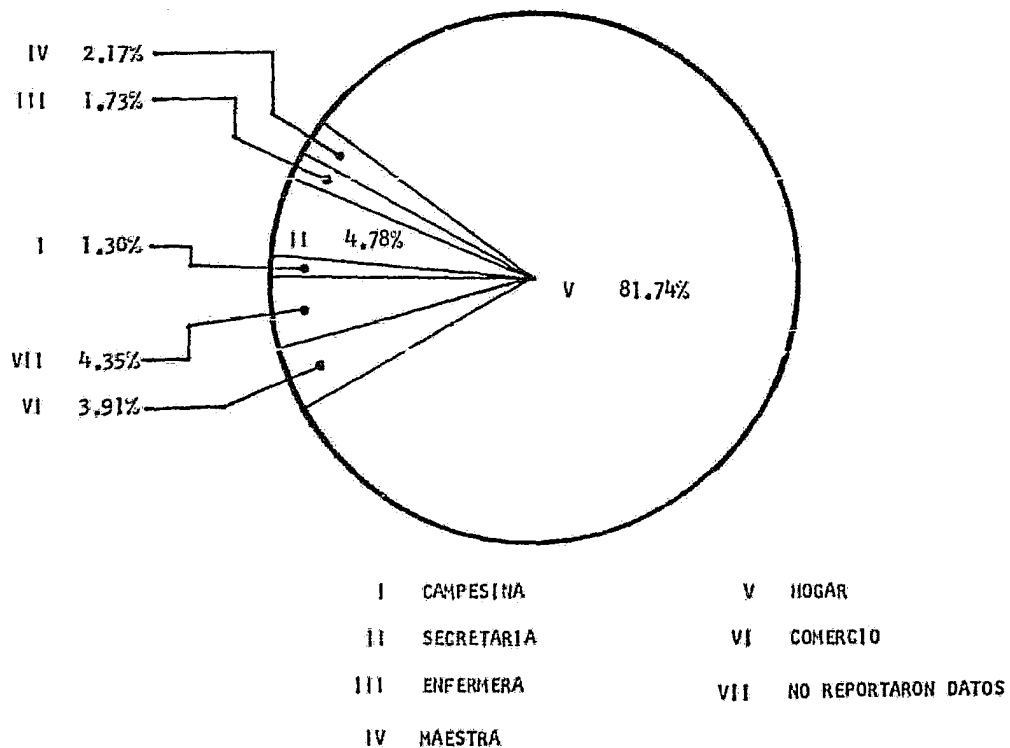 IV 2.17%
III 1.73%
I 1.30%
II 4.78%
V 81.74%
VII 4.35%
VI 3.91%
I CAMPESINA
II SECRETARIA
III ENFERMERA
IV MAESTRA
V HOGAR
VI COMERCIO
VII NO REPORTARON DATOS